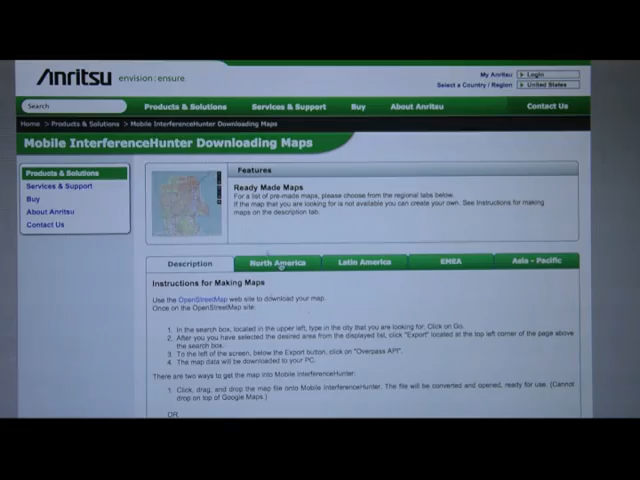 Anritsu envision : ensure
My Anritsu Login
Select a Country / Region United States
Search Products & Solutions Services & Support Buy About Anritsu Contact Us
Home > Products & Solutions > Mobile InterferenceHunter Downloading Maps
Mobile InterferenceHunter Downloading Maps
Products & Solutions
Services & Support
Buy
About Anritsu
Contact Us
Features
Ready Made Maps
For a list of pre-made maps, please choose from the regional tabs below.
If the map that you are looking for is not available you can create your own. See Instructions for making
maps on the description tab.
Description North America Latin America EMEA Asia - Pacific
Instructions for Making Maps
Use the OpenStreetMap web site to download your map.
Once on the OpenStreetMap site:
1. In the search box, located in the upper left, type in the city that you are looking for. Click on Go.
2. After you you have selected the desired area from the displayed list, click "Export" located at the top left corner of the page above
the search box.
3. To the left of the screen, below the Export button, click on "Overpass API".
4. The map data will be downloaded to your PC.
There are two ways to get the map into Mobile InterferenceHunter:
1. Click, drag, and drop the map file onto Mobile InterferenceHunter. The file will be converted and opened, ready for use. (Cannot
drop on top of Google Maps.)
OR